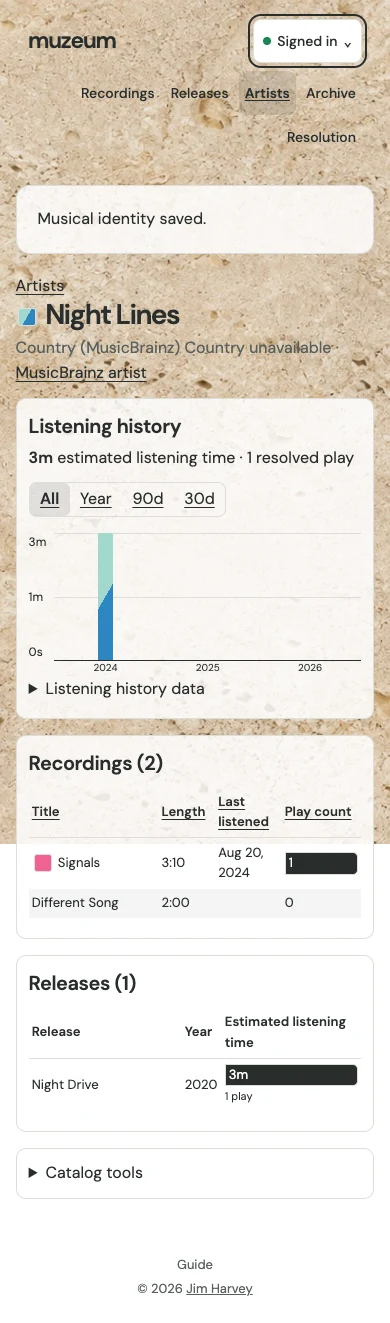 muzeum
Signed in
Recordings Releases Artists Archive
Resolution
Musical identity saved.
Artists
Night Lines
Country (MusicBrainz) Country unavailable ·
MusicBrainz artist
Listening history
3m estimated listening time · 1 resolved play
All Year 90d 30d
3m
1m
0s
2024 2025 2026
Listening history data
Recordings (2)
Title Length Last listened Play count
Signals 3:10 Aug 20, 2024 1
Different Song 2:00 0
Releases (1)
Release Year Estimated listening time
Night Drive 2020 3m
1 play
Catalog tools
Guide
© 2026 Jim Harvey